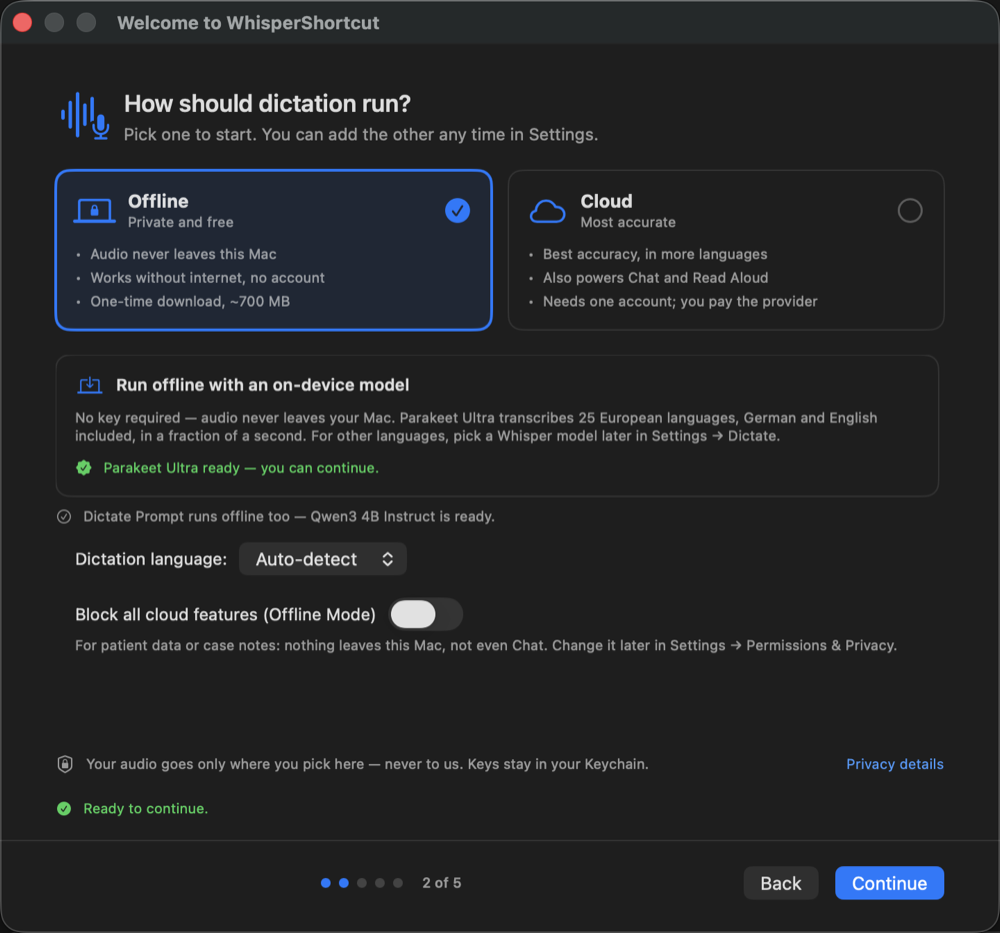 Welcome to WhisperShortcut
How should dictation run?
Pick one to start. You can add the other any time in Settings.
Offline
Private and free
• Audio never leaves this Mac
• Works without internet, no account
• One-time download, ~700 MB
Cloud
Most accurate
• Best accuracy, in more languages
• Also powers Chat and Read Aloud
• Needs one account; you pay the provider
Run offline with an on-device model
No key required — audio never leaves your Mac. Parakeet Ultra transcribes 25 European languages, German and English
included, in a fraction of a second. For other languages, pick a Whisper model later in Settings → Dictate.
Parakeet Ultra ready — you can continue.
Dictate Prompt runs offline too — Qwen3 4B Instruct is ready.
Dictation language: Auto-detect
Block all cloud features (Offline Mode)
For patient data or case notes: nothing leaves this Mac, not even Chat. Change it later in Settings → Permissions & Privacy.
Your audio goes only where you pick here — never to us. Keys stay in your Keychain. Privacy details
Ready to continue.
2 of 5 Back Continue